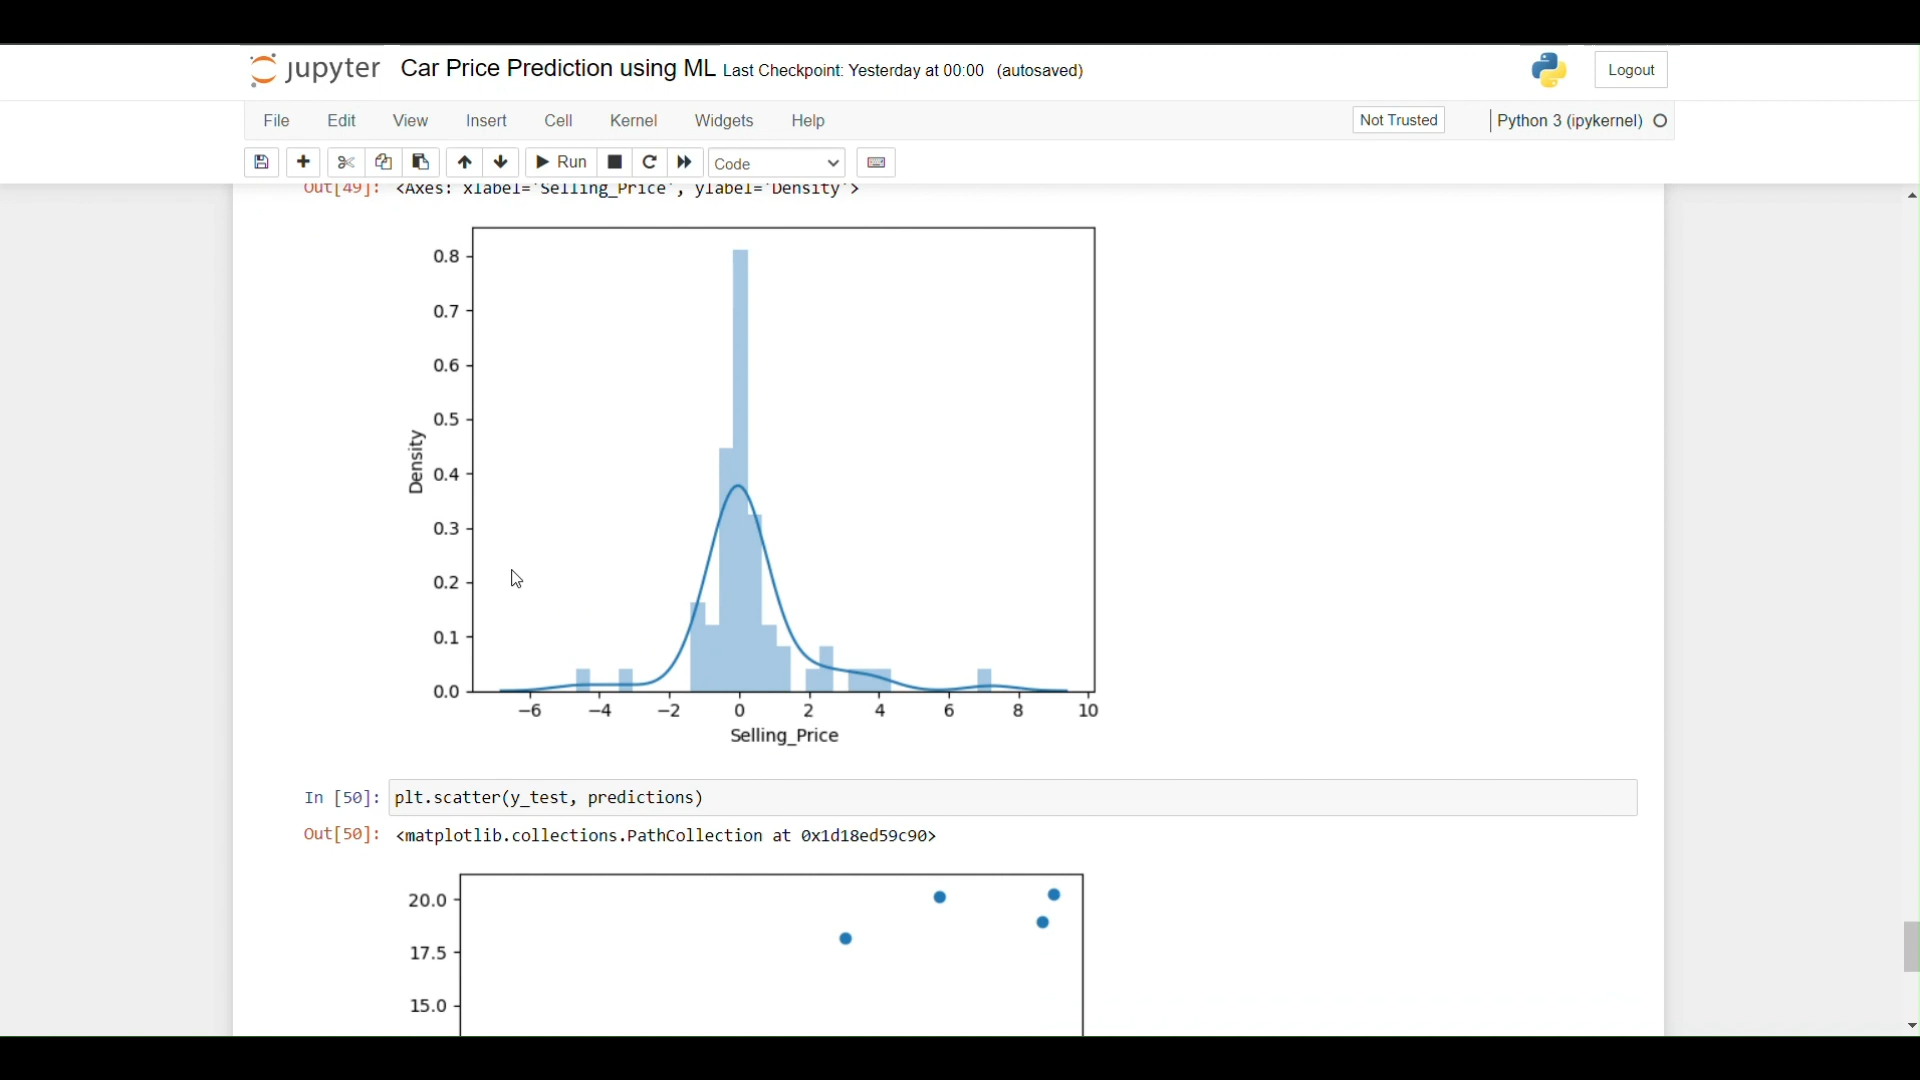 jupyter Car Price Prediction using ML Last Checkpoint: Yesterday at 00:00 (autosaved) Logout
File Edit View Insert Cell Kernel Widgets Help Not Trusted Python 3 (ipykernel)
Run Code
Out[49]: <Axes: xlabel='Selling_Price', ylabel='Density'>
0.8
0.7
0.6
0.5
0.4
0.3
0.2
0.1
0.0
Density
−6 −4 −2 0 2 4 6 8 10
Selling_Price
In [50]: plt.scatter(y_test, predictions)
Out[50]: <matplotlib.collections.PathCollection at 0x1d18ed59c90>
20.0
17.5
15.0